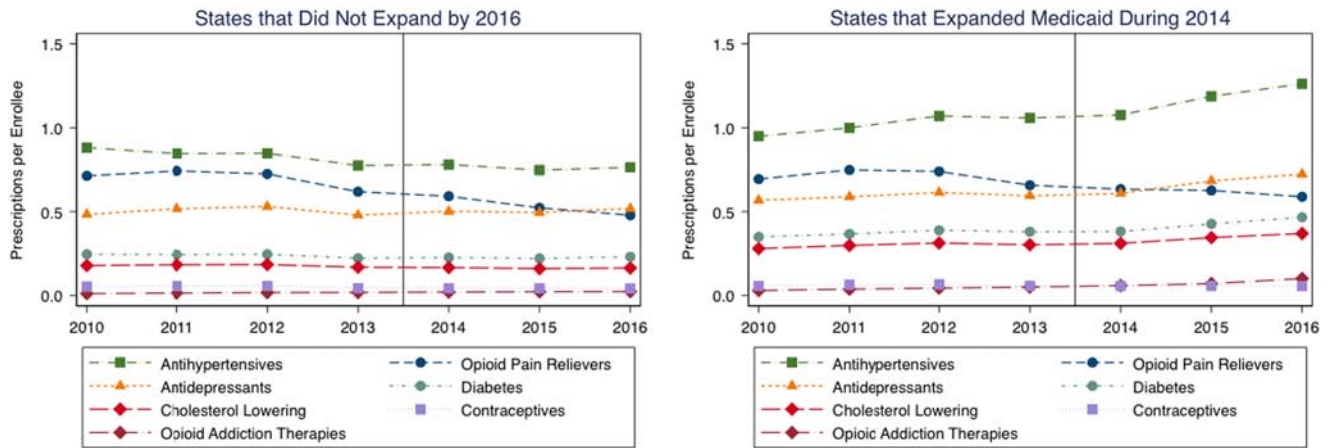 States that Did Not Expand by 2016
Prescriptions per Enrollee
1.5
1.0
0.5
0.0
2010 2011 2012 2013 2014 2015 2016
Antihypertensives Opioid Pain Relievers
Antidepressants Diabetes
Cholesterol Lowering Contraceptives
Opioid Addiction Therapies
States that Expanded Medicaid During 2014
Prescriptions per Enrollee
1.5
1.0
0.5
0.0
2010 2011 2012 2013 2014 2015 2016
Antihypertensives Opioid Pain Relievers
Antidepressants Diabetes
Cholesterol Lowering Contraceptives
Opioic Addiction Therapies